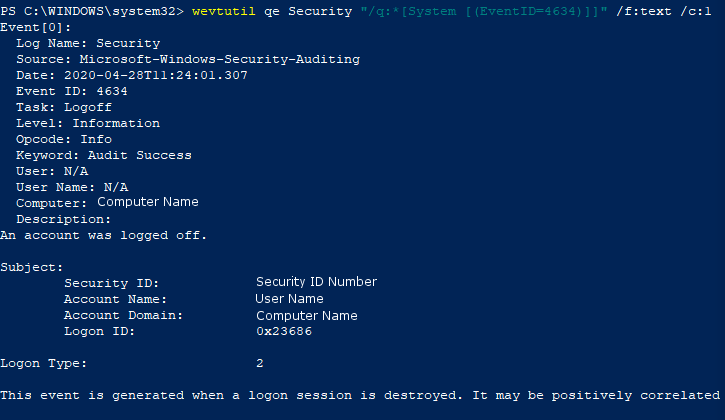 PS C:\WINDOWS\system32> wevtutil qe Security "/q:*[System [(EventID=4634)]]" /f:text /c:1
Event[0]:
Log Name: Security
Source: Microsoft-Windows-Security-Auditing
Date: 2020-04-28T11:24:01.307
Event ID: 4634
Task: Logoff
Level: Information
Opcode: Info
Keyword: Audit Success
User: N/A
User Name: N/A
Computer: Computer Name
Description:
An account was logged off.
Subject:
Security ID: Security ID Number
Account Name: User Name
Account Domain: Computer Name
Logon ID: 0x23686
Logon Type: 2
This event is generated when a logon session is destroyed. It may be positively correlated